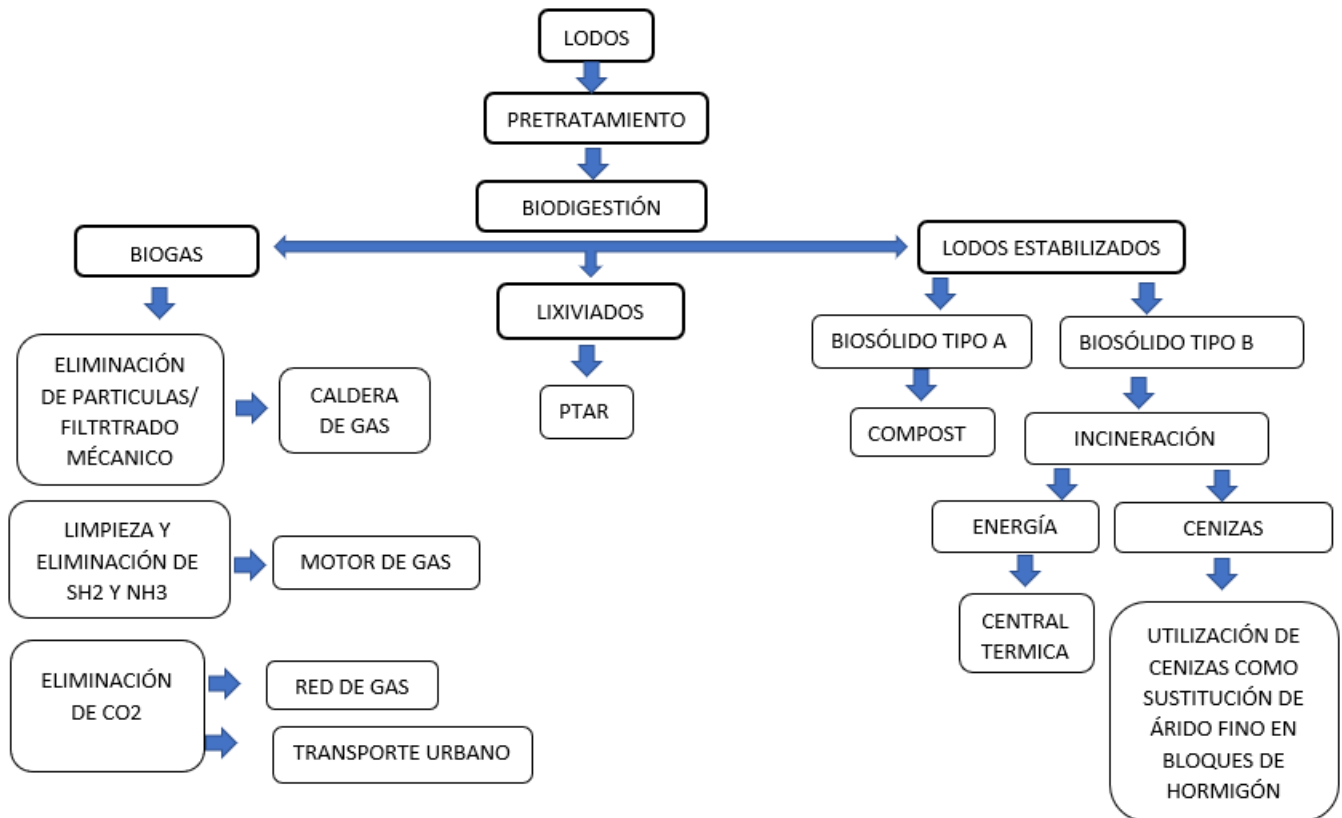 LODOS
PRETRATAMIENTO
BIODIGESTIÓN
BIOGAS
LODOS ESTABILIZADOS
LIXIVIADOS
BIOSÓLIDO TIPO A
BIOSÓLIDO TIPO B
ELIMINACIÓN
DE PARTICULAS/
FILTRTRADO
MÉCANICO
CALDERA
DE GAS
PTAR
COMPOST
INCINERACIÓN
LIMPIEZA Y
ELIMINACIÓN DE
SH2 Y NH3
MOTOR DE GAS
ENERGÍA
CENIZAS
CENTRAL
TERMICA
UTILIZACIÓN DE
CENIZAS COMO
SUSTITUCIÓN DE
ÁRIDO FINO EN
BLOQUES DE
HORMIGÓN
ELIMINACIÓN
DE CO2
RED DE GAS
TRANSPORTE URBANO